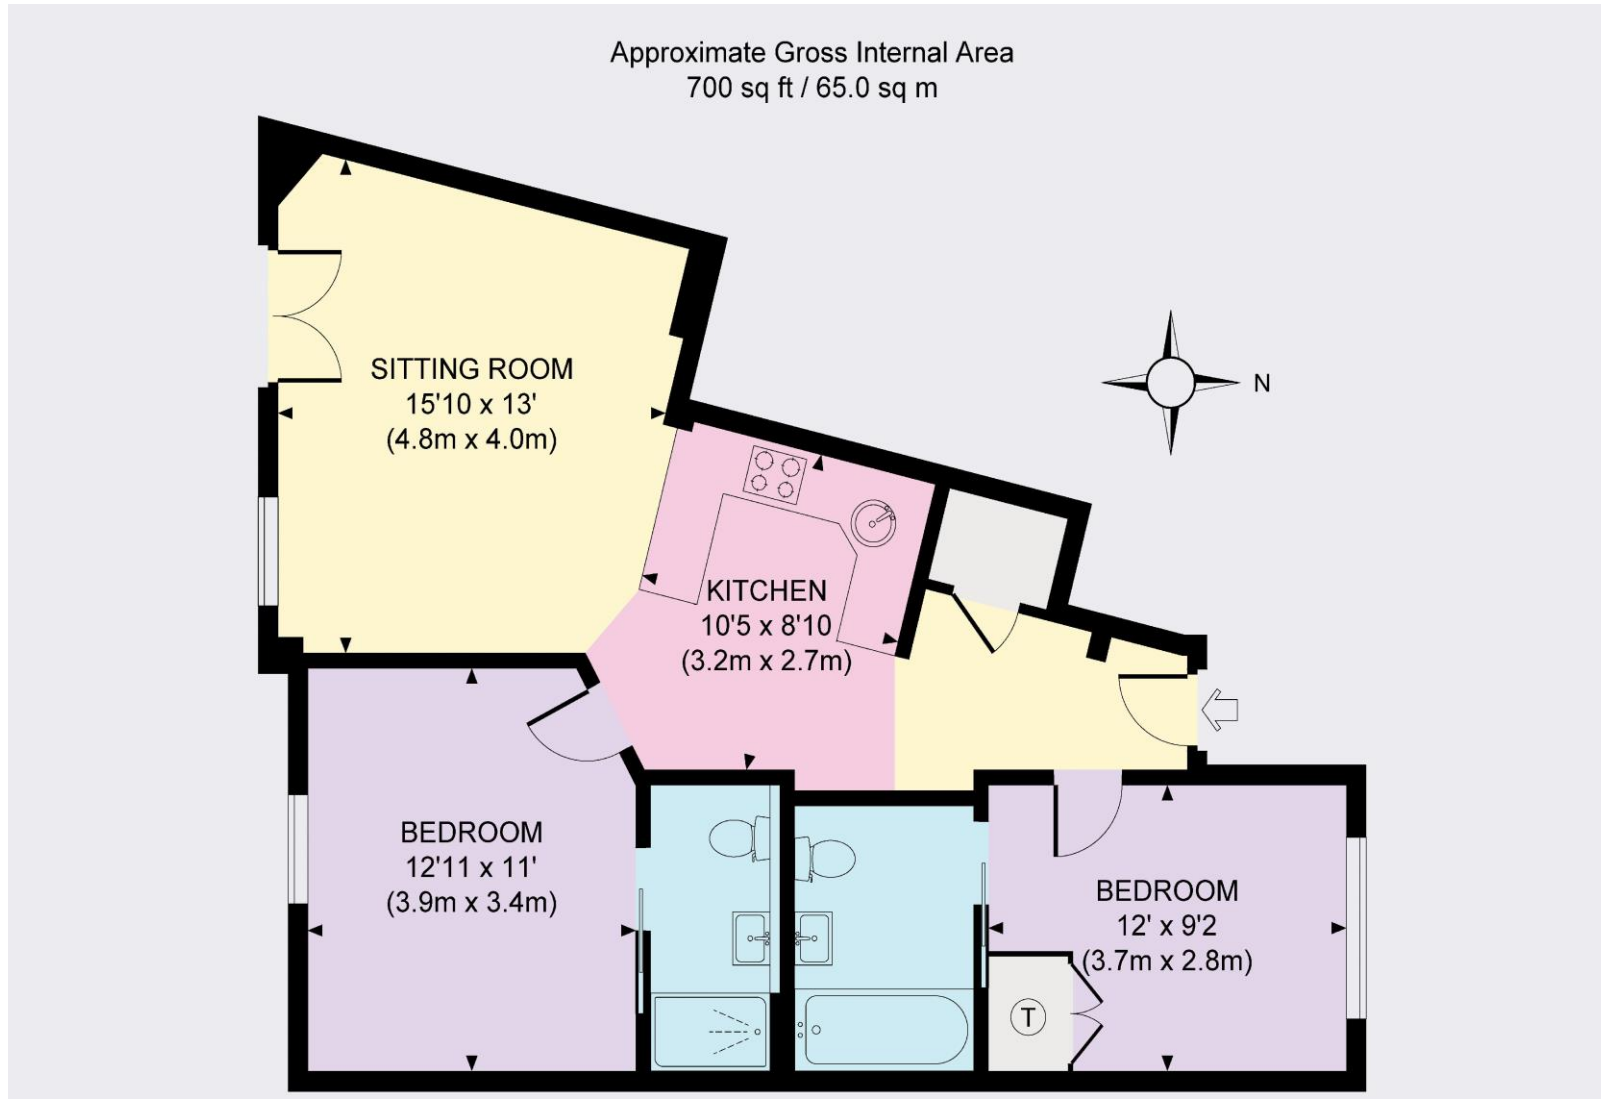 Approximate Gross Internal Area
700 sq ft / 65.0 sq m
SITTING ROOM
15'10 x 13'
(4.8m x 4.0m)
N
KITCHEN
10'5 x 8'10
(3.2m x 2.7m)
BEDROOM
12'11 x 11'
(3.9m x 3.4m)
BEDROOM
12' x 9'2
(3.7m x 2.8m)
T